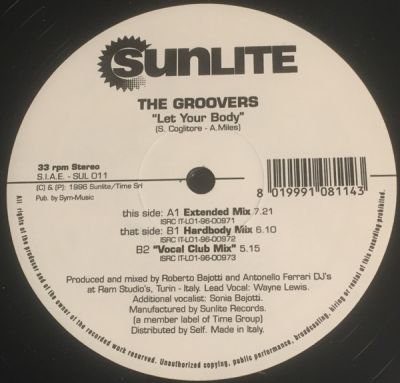 SUNLITE
THE GROOVERS
"Let Your Body"
(S. Coglitore - A.Miles)
33 rpm Stereo
S.I.A.E. - SUL 011
(C) & (P): 1996 Sunlite/Time Srl
Pub. by Sym-Music
8 019991 081143
this side: A1 Extended Mix 7.21
ISRC IT-L01-96-00971
that side: B1 Hardbody Mix 6.10
ISRC IT-L01-96-00972
B2 "Vocal Club Mix" 5.15
ISRC IT-L01-96-00973
Produced and mixed by Roberto Bajotti and Antonello Ferrari DJ's
at Ram Studio's, Turin - Italy. Lead Vocal: Wayne Lewis.
Additional vocalist: Sonia Bajotti.
Manufactured by Sunlite Records.
(a member label of Time Group)
Distributed by Self. Made in Italy.
All rights of the producer and of the owner of the recorded work reserved. Unauthorized copying, public performance, broadcasting, hiring or rental of this recording prohibited.